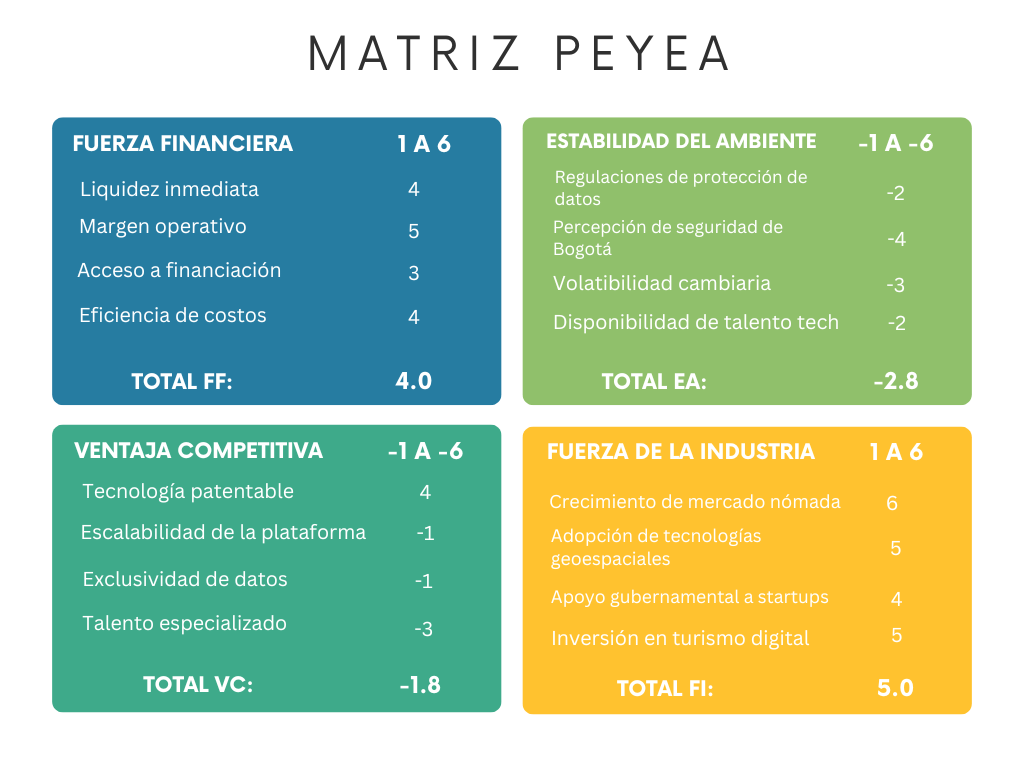 MATRIZ PEYEA
FUERZA FINANCIERA 1 A 6
Liquidez inmediata 4
Margen operativo 5
Acceso a financiación 3
Eficiencia de costos 4
TOTAL FF: 4.0
ESTABILIDAD DEL AMBIENTE -1 A -6
Regulaciones de protección de
datos -2
Percepción de seguridad de
Bogotá -4
Volatibilidad cambiaria -3
Disponibilidad de talento tech -2
TOTAL EA: -2.8
VENTAJA COMPETITIVA -1 A -6
Tecnología patentable 4
Escalabilidad de la plataforma -1
Exclusividad de datos -1
Talento especializado -3
TOTAL VC: -1.8
FUERZA DE LA INDUSTRIA 1 A 6
Crecimiento de mercado nómada 6
Adopción de tecnologías
geoespaciales 5
Apoyo gubernamental a startups 4
Inversión en turismo digital 5
TOTAL FI: 5.0